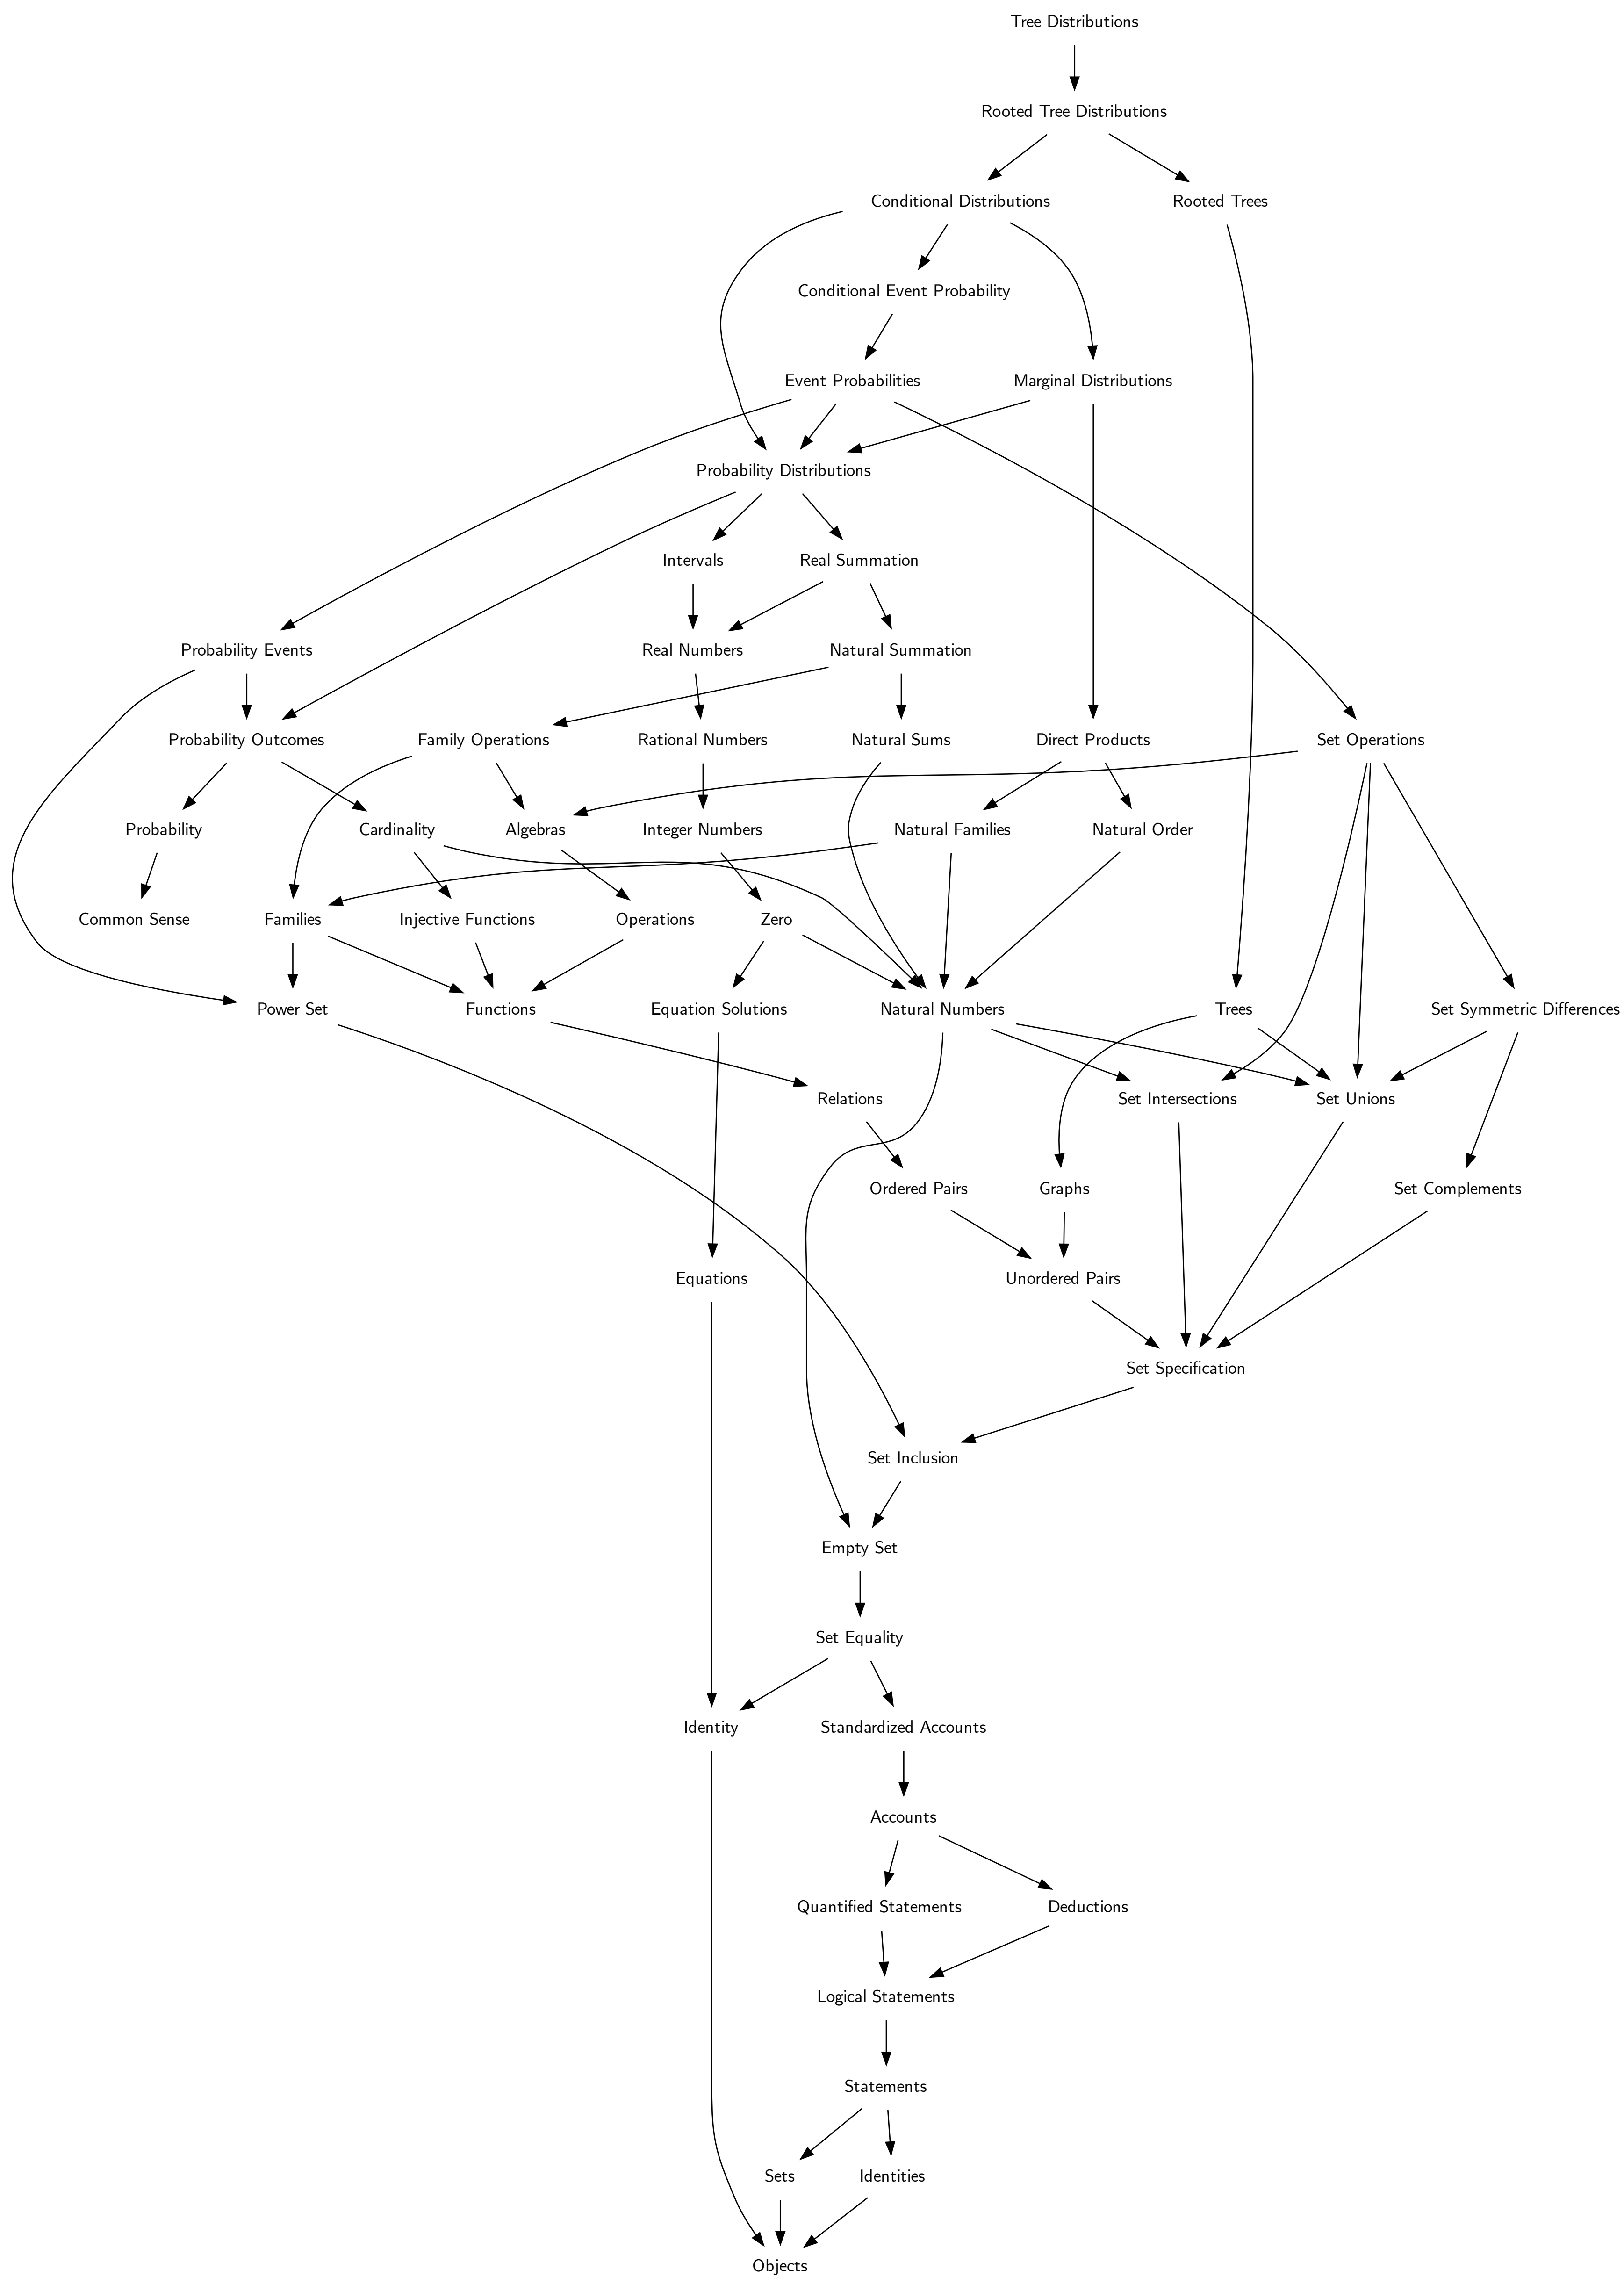 Tree Distributions
Rooted Tree Distributions
Conditional Distributions
Rooted Trees
Conditional Event Probability
Event Probabilities
Marginal Distributions
Probability Distributions
Intervals
Real Summation
Probability Events
Real Numbers
Natural Summation
Probability Outcomes
Family Operations
Rational Numbers
Natural Sums
Direct Products
Set Operations
Probability
Cardinality
Algebras
Integer Numbers
Natural Families
Natural Order
Common Sense
Families
Injective Functions
Operations
Zero
Power Set
Functions
Equation Solutions
Natural Numbers
Trees
Set Symmetric Differences
Relations
Set Intersections
Set Unions
Ordered Pairs
Graphs
Set Complements
Equations
Unordered Pairs
Set Specification
Set Inclusion
Empty Set
Set Equality
Identity
Standardized Accounts
Accounts
Quantified Statements
Deductions
Logical Statements
Statements
Sets
Identities
Objects